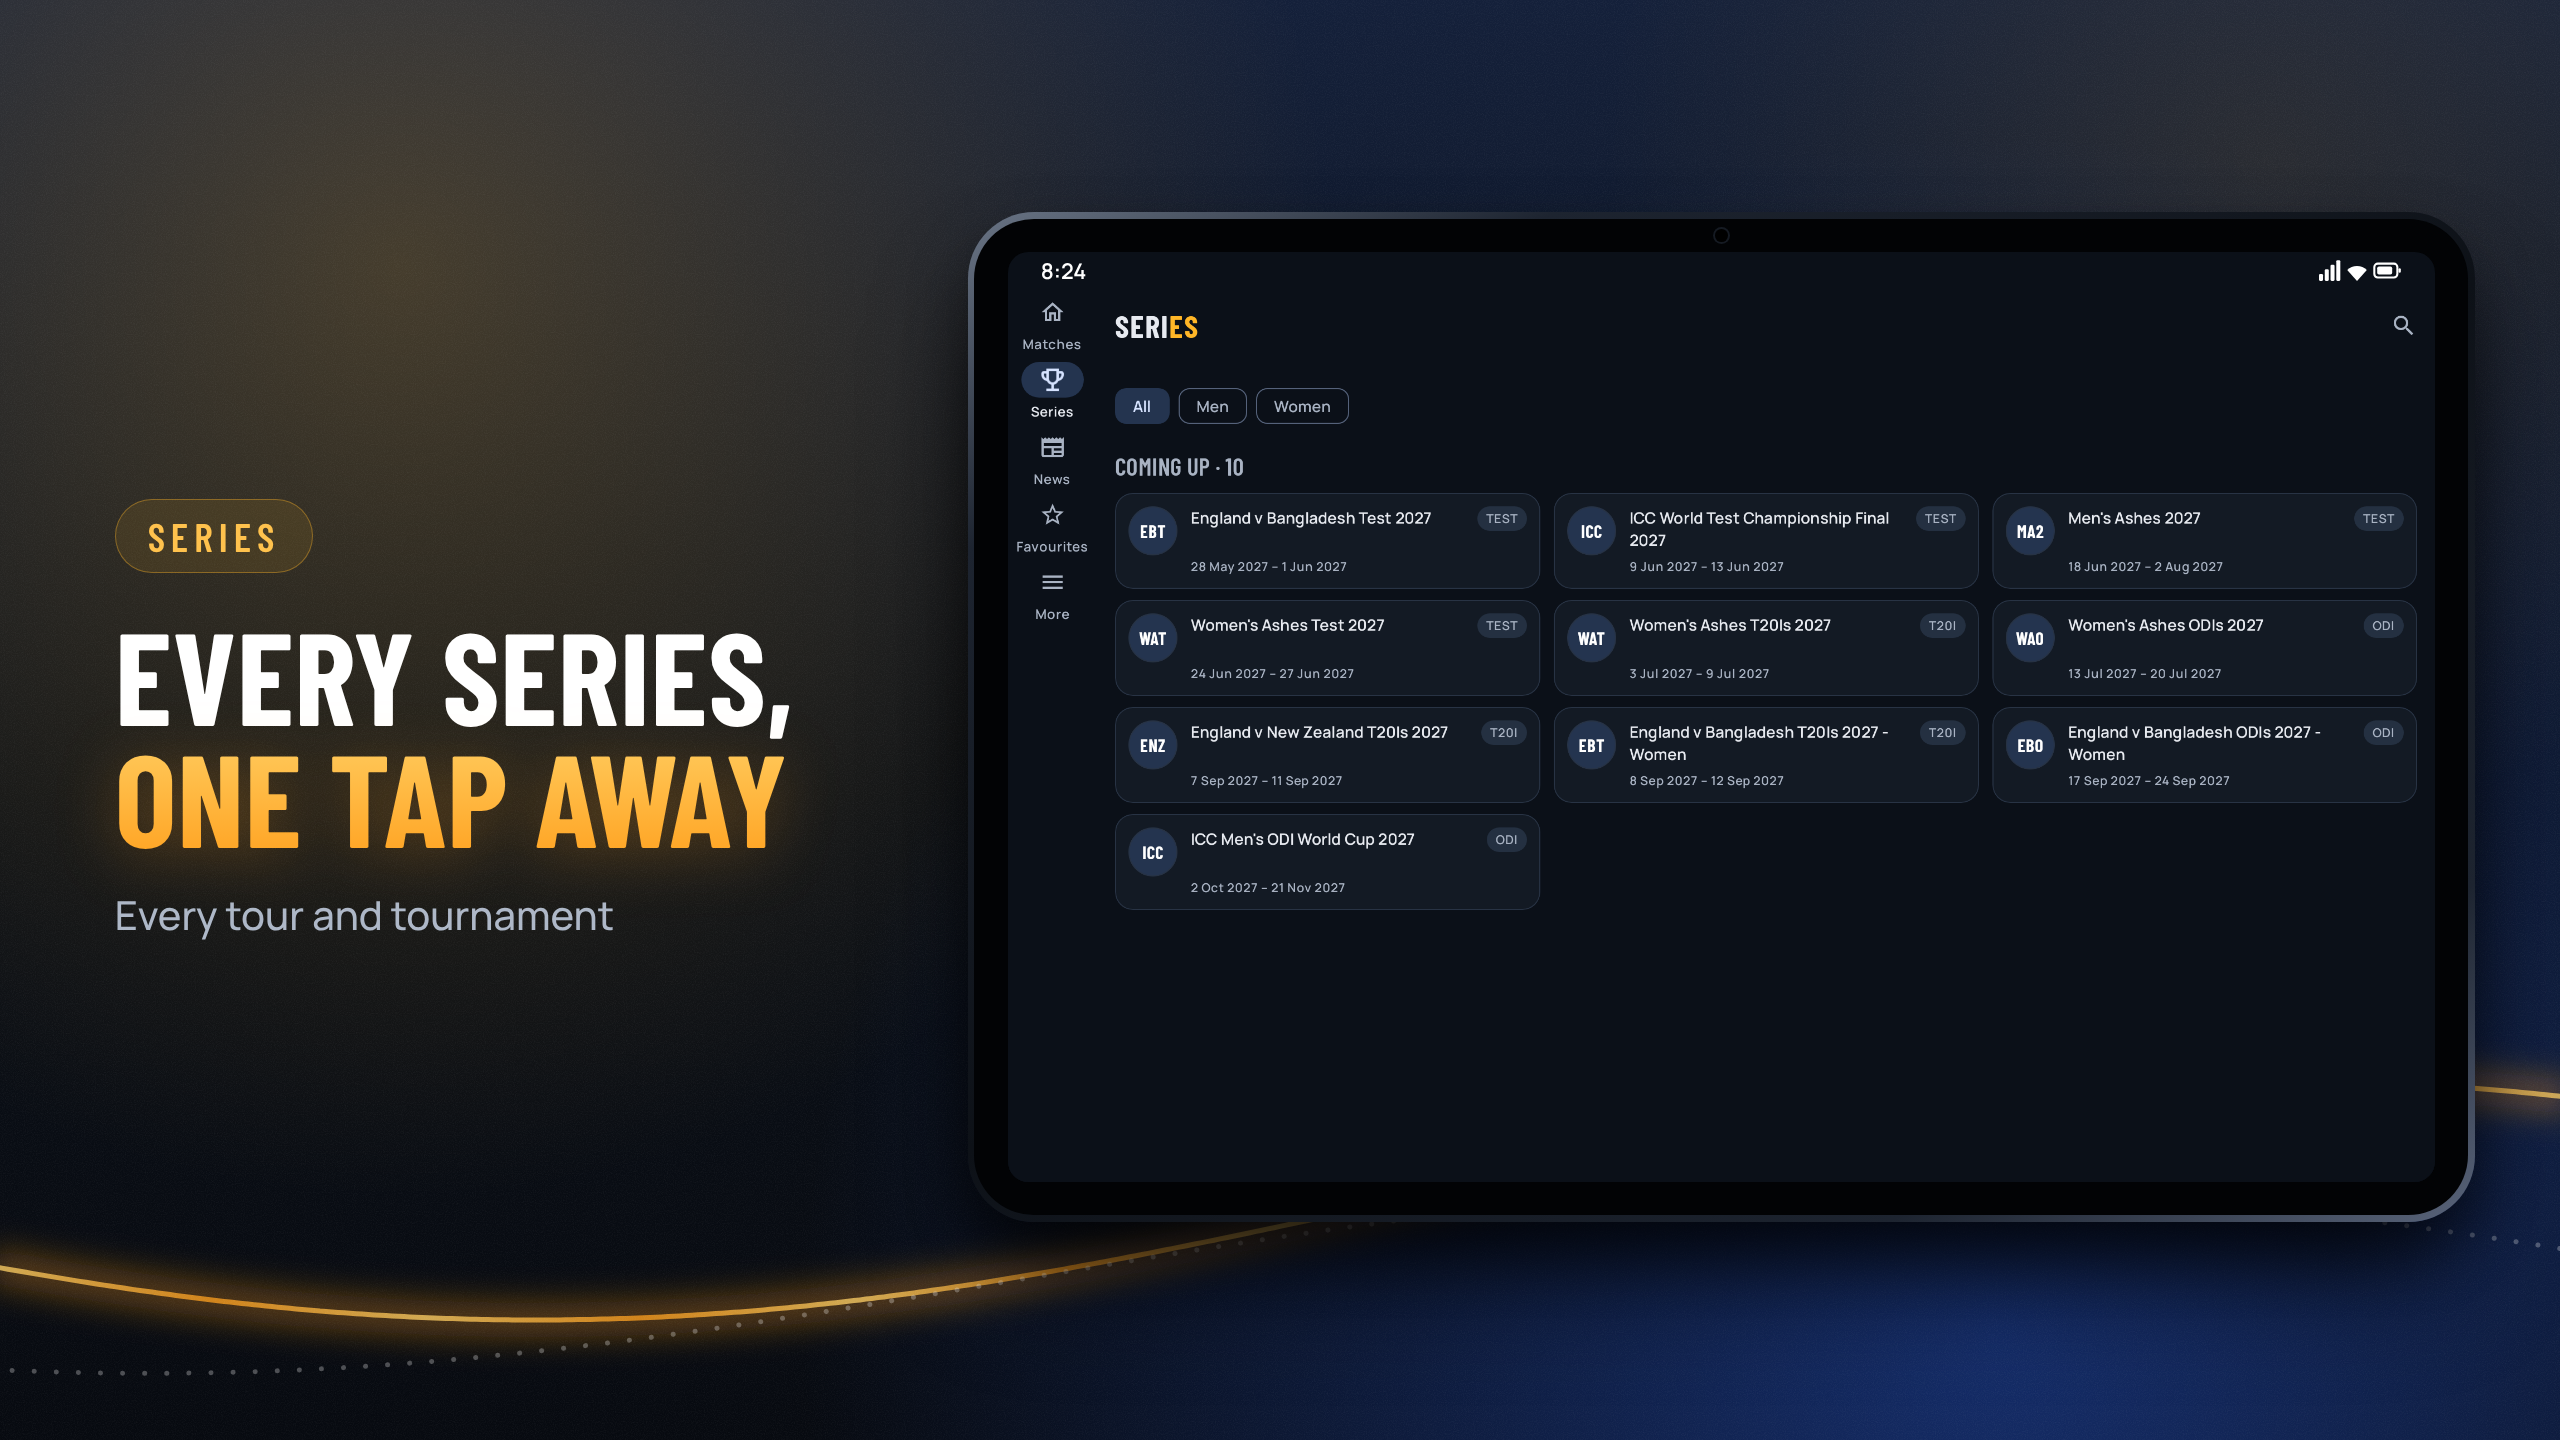 SERIES
EVERY SERIES,
ONE TAP AWAY
Every tour and tournament
8:24
Matches
Series
News
Favourites
More
SERIES
All
Men
Women
COMING UP · 10
EBT
England v Bangladesh Test 2027
TEST
28 May 2027 – 1 Jun 2027
ICC
ICC World Test Championship Final
2027
TEST
9 Jun 2027 – 13 Jun 2027
MA2
Men's Ashes 2027
TEST
18 Jun 2027 – 2 Aug 2027
WAT
Women's Ashes Test 2027
TEST
24 Jun 2027 – 27 Jun 2027
WAT
Women's Ashes T20Is 2027
T20I
3 Jul 2027 – 9 Jul 2027
WAO
Women's Ashes ODIs 2027
ODI
13 Jul 2027 – 20 Jul 2027
ENZ
England v New Zealand T20Is 2027
T20I
7 Sep 2027 – 11 Sep 2027
EBT
England v Bangladesh T20Is 2027 -
Women
T20I
8 Sep 2027 – 12 Sep 2027
EBO
England v Bangladesh ODIs 2027 -
Women
ODI
17 Sep 2027 – 24 Sep 2027
ICC
ICC Men's ODI World Cup 2027
ODI
2 Oct 2027 – 21 Nov 2027